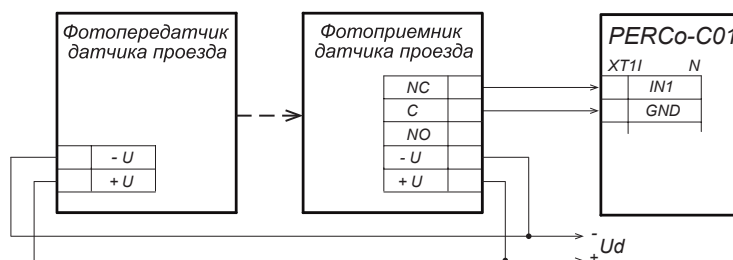 Фотопередатчик
датчика проезда
- U
+ U
Фотоприемник
датчика проезда
NC
C
NO
- U
+ U
PERCo-C01
XT1I N
IN1
GND
- 
Ud
+